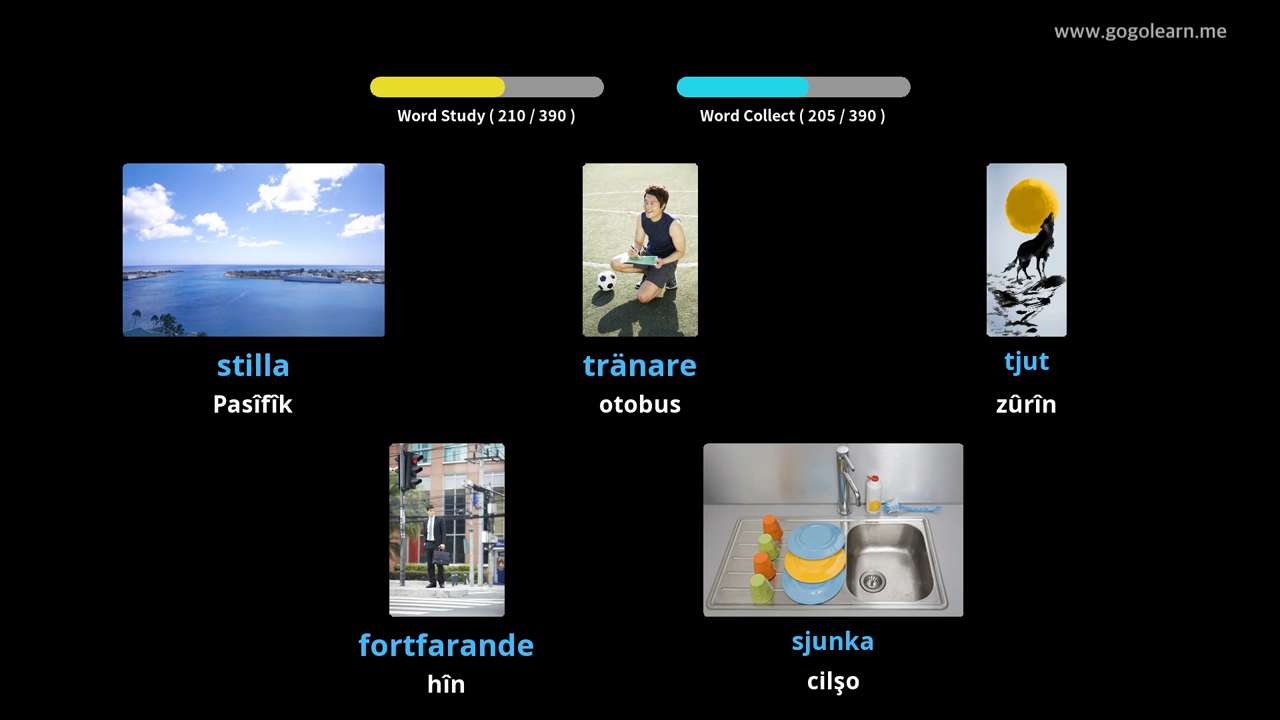 www.gogolearn.me
Word Study ( 210 / 390 )
Word Collect ( 205 / 390 )
stilla
Pasîfîk
tränare
otobus
tjut
zûrîn
fortfarande
hîn
sjunka
cilşo